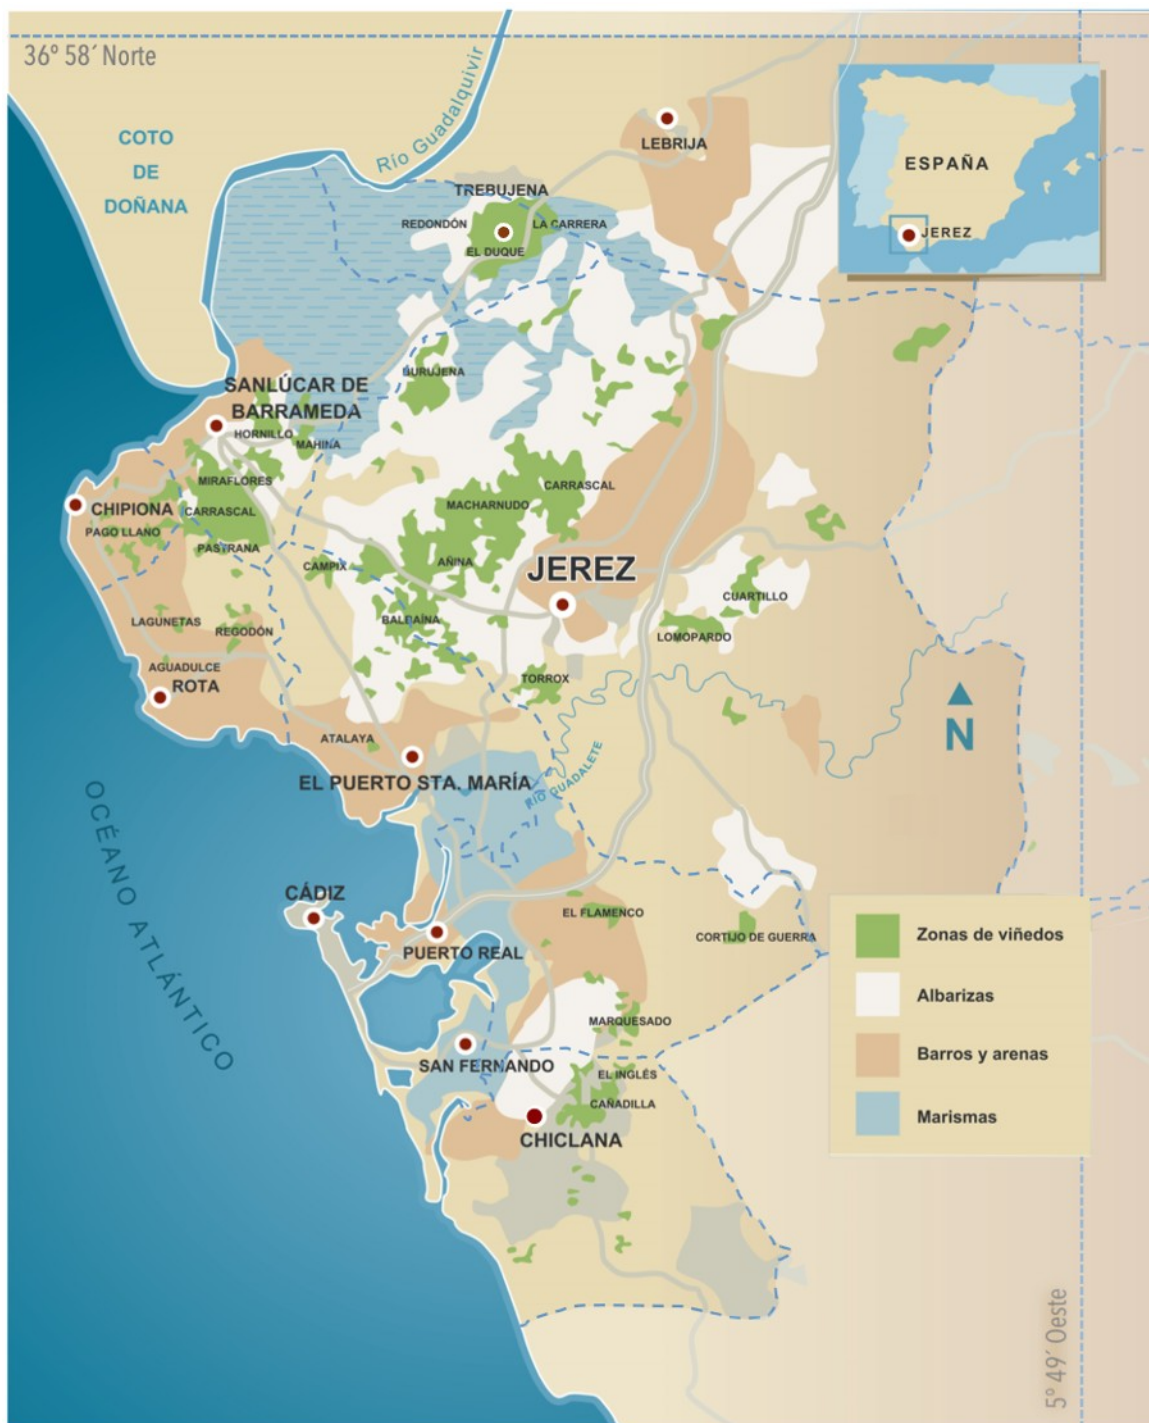 36º 58´ Norte
COTO
DE
DOÑANA
Río Guadalquivir
LEBRIJA
ESPAÑA
JEREZ
TREBUJENA
REDONDÓN
LA CARRERA
EL DUQUE
BURUJENA
SANLÚCAR DE
BARRAMEDA
HORNILLO
MAHINA
MIRAFLORES
CARRASCAL
MACHARNUDO
CHIPIONA
CARRASCAL
PAGO LLANO
PASTRANA
AÑINA
CAMPIX
JEREZ
CUARTILLO
LAGUNETAS
REGODÓN
BALBAÍNA
LOMOPARDO
AGUADULCE
ROTA
TORROX
N
ATALAYA
EL PUERTO STA. MARÍA
RÍO GUADALETE
OCÉANO ATLÁNTICO
CÁDIZ
EL FLAMENCO
CORTIJO DE GUERRA
PUERTO REAL
Zonas de viñedos
Albarizas
Barros y arenas
Marismas
MARQUESADO
SAN FERNANDO
EL INGLÉS
CAÑADILLA
CHICLANA
5º 49´ Oeste